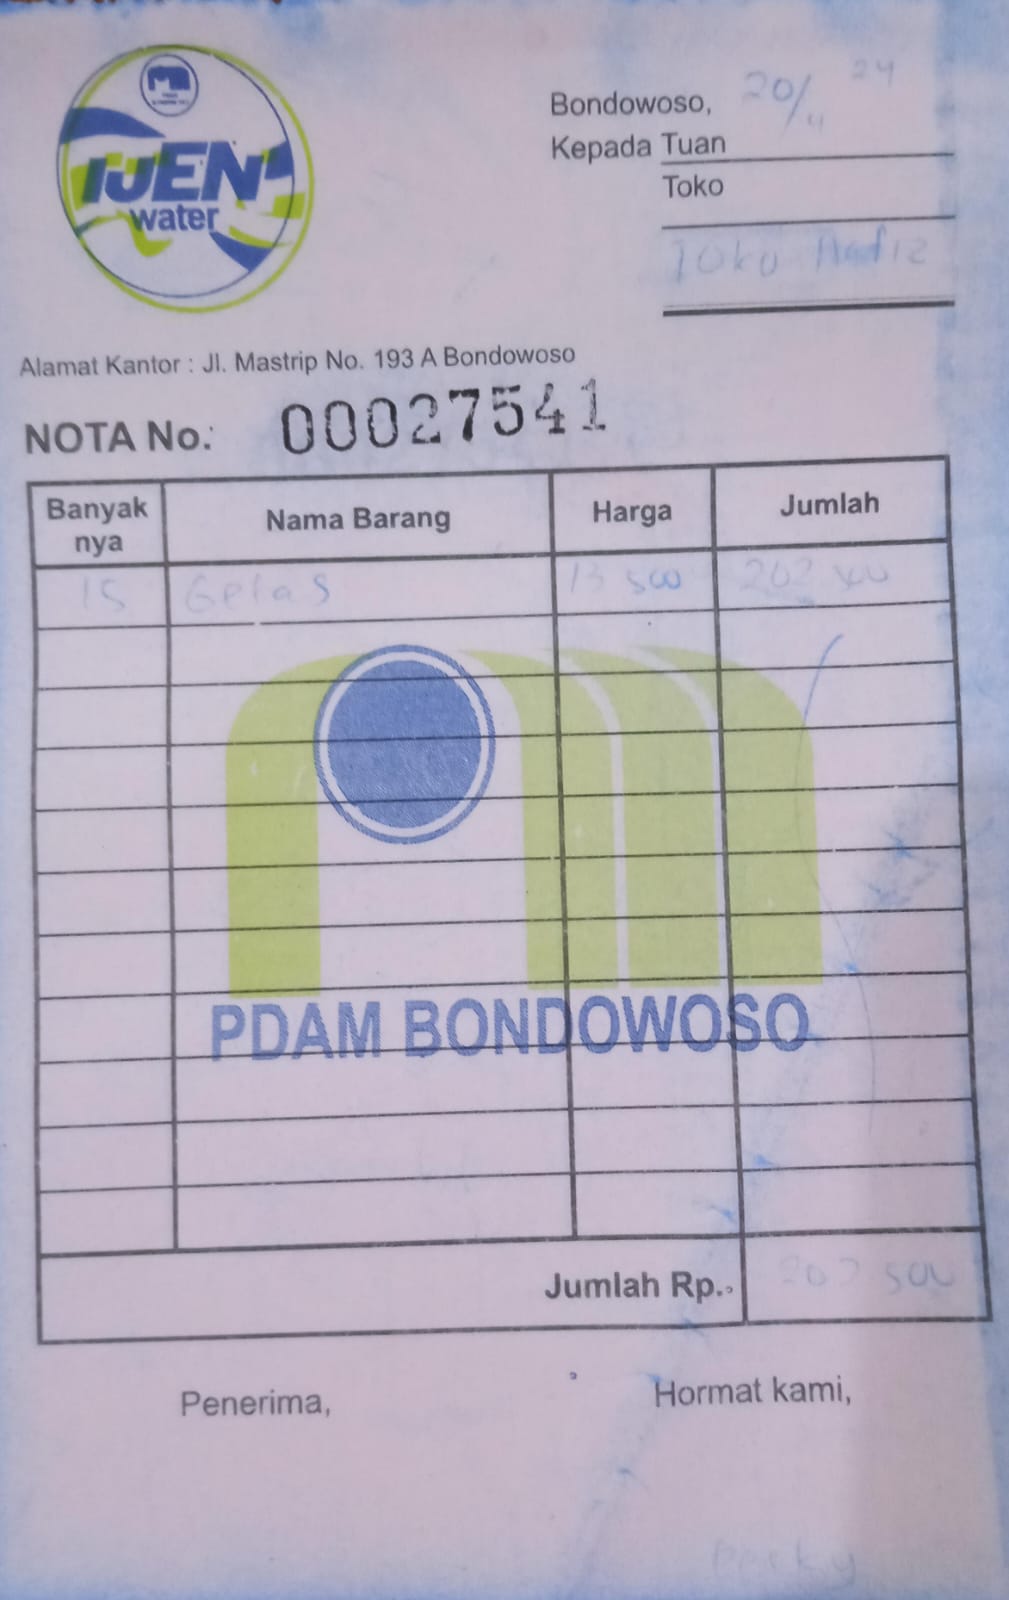 IJEN
water
Bondowoso, 20/4 24
Kepada Tuan
Toko
Toko Hafiz
Alamat Kantor : Jl. Mastrip No. 193 A Bondowoso
NOTA No.: 00027541
Banyak nya Nama Barang Harga Jumlah
15 Gelas 13 500 202 500
PDAM BONDOWOSO
Jumlah Rp. 202 500
Penerima, Hormat kami,